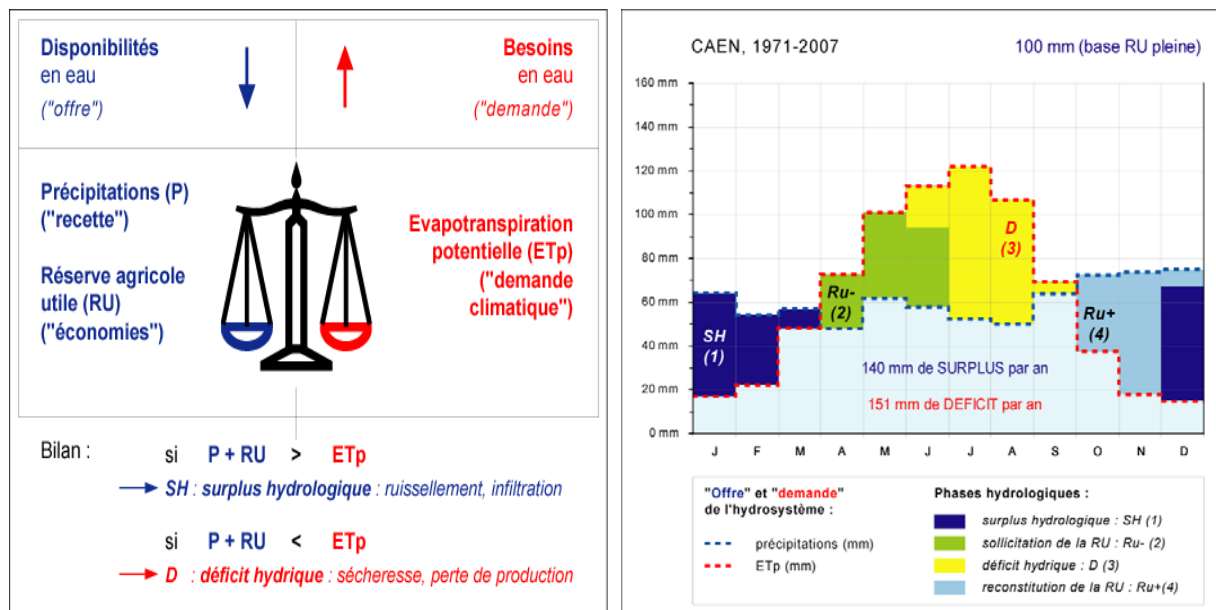 Disponibilités
en eau
("offre")
Besoins
en eau
("demande")
Précipitations (P)
("recette")
Réserve agricole
utile (RU)
("économies")
Evapotranspiration
potentielle (ETp)
("demande
climatique")
Bilan :
si P + RU > ETp
SH : surplus hydrologique : ruissellement, infiltration
si P + RU < ETp
D : déficit hydrique : sécheresse, perte de production
CAEN, 1971-2007
100 mm (base RU pleine)
160 mm
140 mm
120 mm
100 mm
80 mm
60 mm
40 mm
20 mm
0 mm
SH
(1)
Ru-
(2)
D
(3)
Ru+
(4)
140 mm de SURPLUS par an
151 mm de DEFICIT par an
J F M A M J J A S O N D
"Offre" et "demande"
de l'hydrosystème :
précipitations (mm)
ETp (mm)
Phases hydrologiques :
surplus hydrologique : SH (1)
sollicitation de la RU : Ru- (2)
déficit hydrique : D (3)
reconstitution de la RU : Ru+(4)